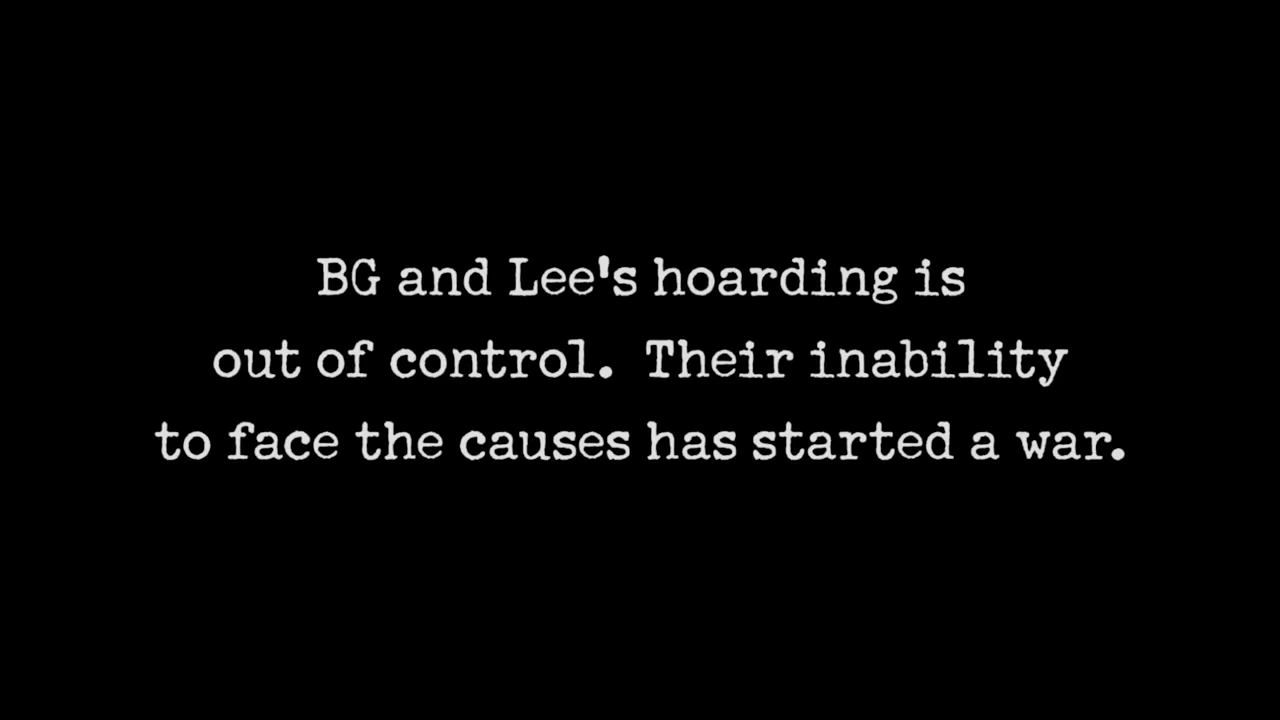 BG and Lee's hoarding is
out of control.  Their inability
to face the causes has started a war.